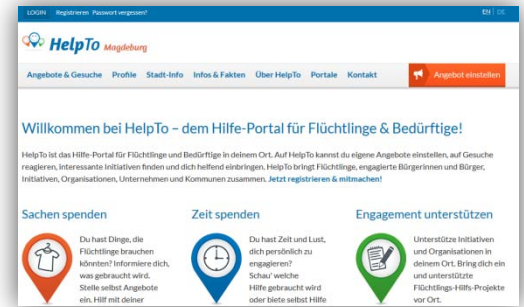 LOGIN Registrieren Passwort vergessen? EN | DE
HelpTo Magdeburg
Angebote & Gesuche Profile Stadt-Info Infos & Fakten Über HelpTo Portale Kontakt Angebot einstellen
Willkommen bei HelpTo – dem Hilfe-Portal für Flüchtlinge & Bedürftige!
HelpTo ist das Hilfe-Portal für Flüchtlinge und Bedürftige in deinem Ort. Auf HelpTo kannst du eigene Angebote einstellen, auf Gesuche
reagieren, interessante Initiativen finden und dich helfend einbringen. HelpTo bringt Flüchtlinge, engagierte Bürgerinnen und Bürger,
Initiativen, Organisationen, Unternehmen und Kommunen zusammen. Jetzt registrieren & mitmachen!
Sachen spenden
Du hast Dinge, die
Flüchtlinge brauchen
könnten? Informiere dich,
was gebraucht wird.
Stelle selbst Angebote
ein. Hilf mit deiner
Zeit spenden
Du hast Zeit und Lust,
dich persönlich zu
engagieren?
Schau' welche
Hilfe gebraucht wird
oder biete selbst Hilfe
Engagement unterstützen
Unterstütze Initiativen
und Organisationen in
deinem Ort. Bring dich ein
und unterstützte
Flüchtlings-Hilfs-Projekte
vor Ort.